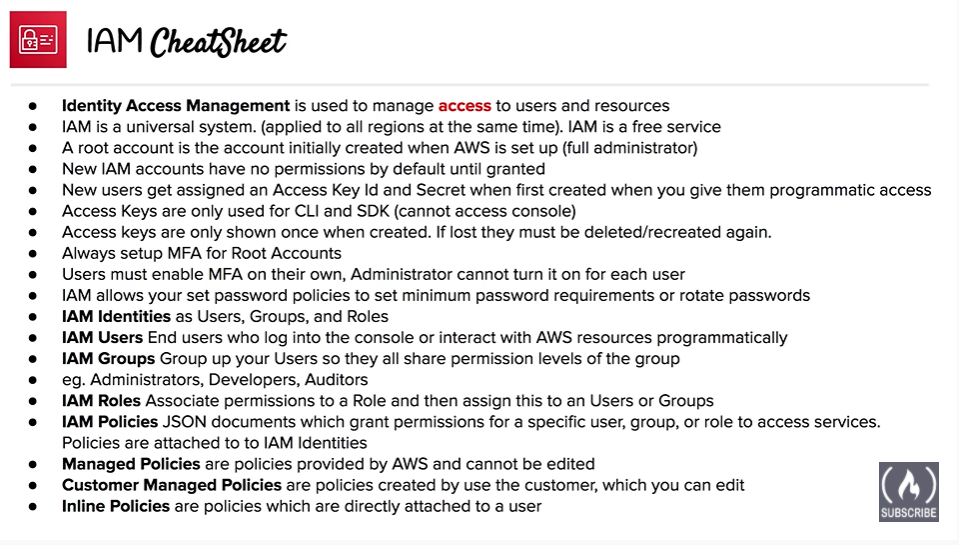 IAM CheatSheet
● Identity Access Management is used to manage access to users and resources
● IAM is a universal system. (applied to all regions at the same time). IAM is a free service
● A root account is the account initially created when AWS is set up (full administrator)
● New IAM accounts have no permissions by default until granted
● New users get assigned an Access Key Id and Secret when first created when you give them programmatic access
● Access Keys are only used for CLI and SDK (cannot access console)
● Access keys are only shown once when created. If lost they must be deleted/recreated again.
● Always setup MFA for Root Accounts
● Users must enable MFA on their own, Administrator cannot turn it on for each user
● IAM allows your set password policies to set minimum password requirements or rotate passwords
● IAM Identities as Users, Groups, and Roles
● IAM Users End users who log into the console or interact with AWS resources programmatically
● IAM Groups Group up your Users so they all share permission levels of the group
● eg. Administrators, Developers, Auditors
● IAM Roles Associate permissions to a Role and then assign this to an Users or Groups
● IAM Policies JSON documents which grant permissions for a specific user, group, or role to access services.
Policies are attached to to IAM Identities
● Managed Policies are policies provided by AWS and cannot be edited
● Customer Managed Policies are policies created by use the customer, which you can edit
● Inline Policies are policies which are directly attached to a user
SUBSCRIBE